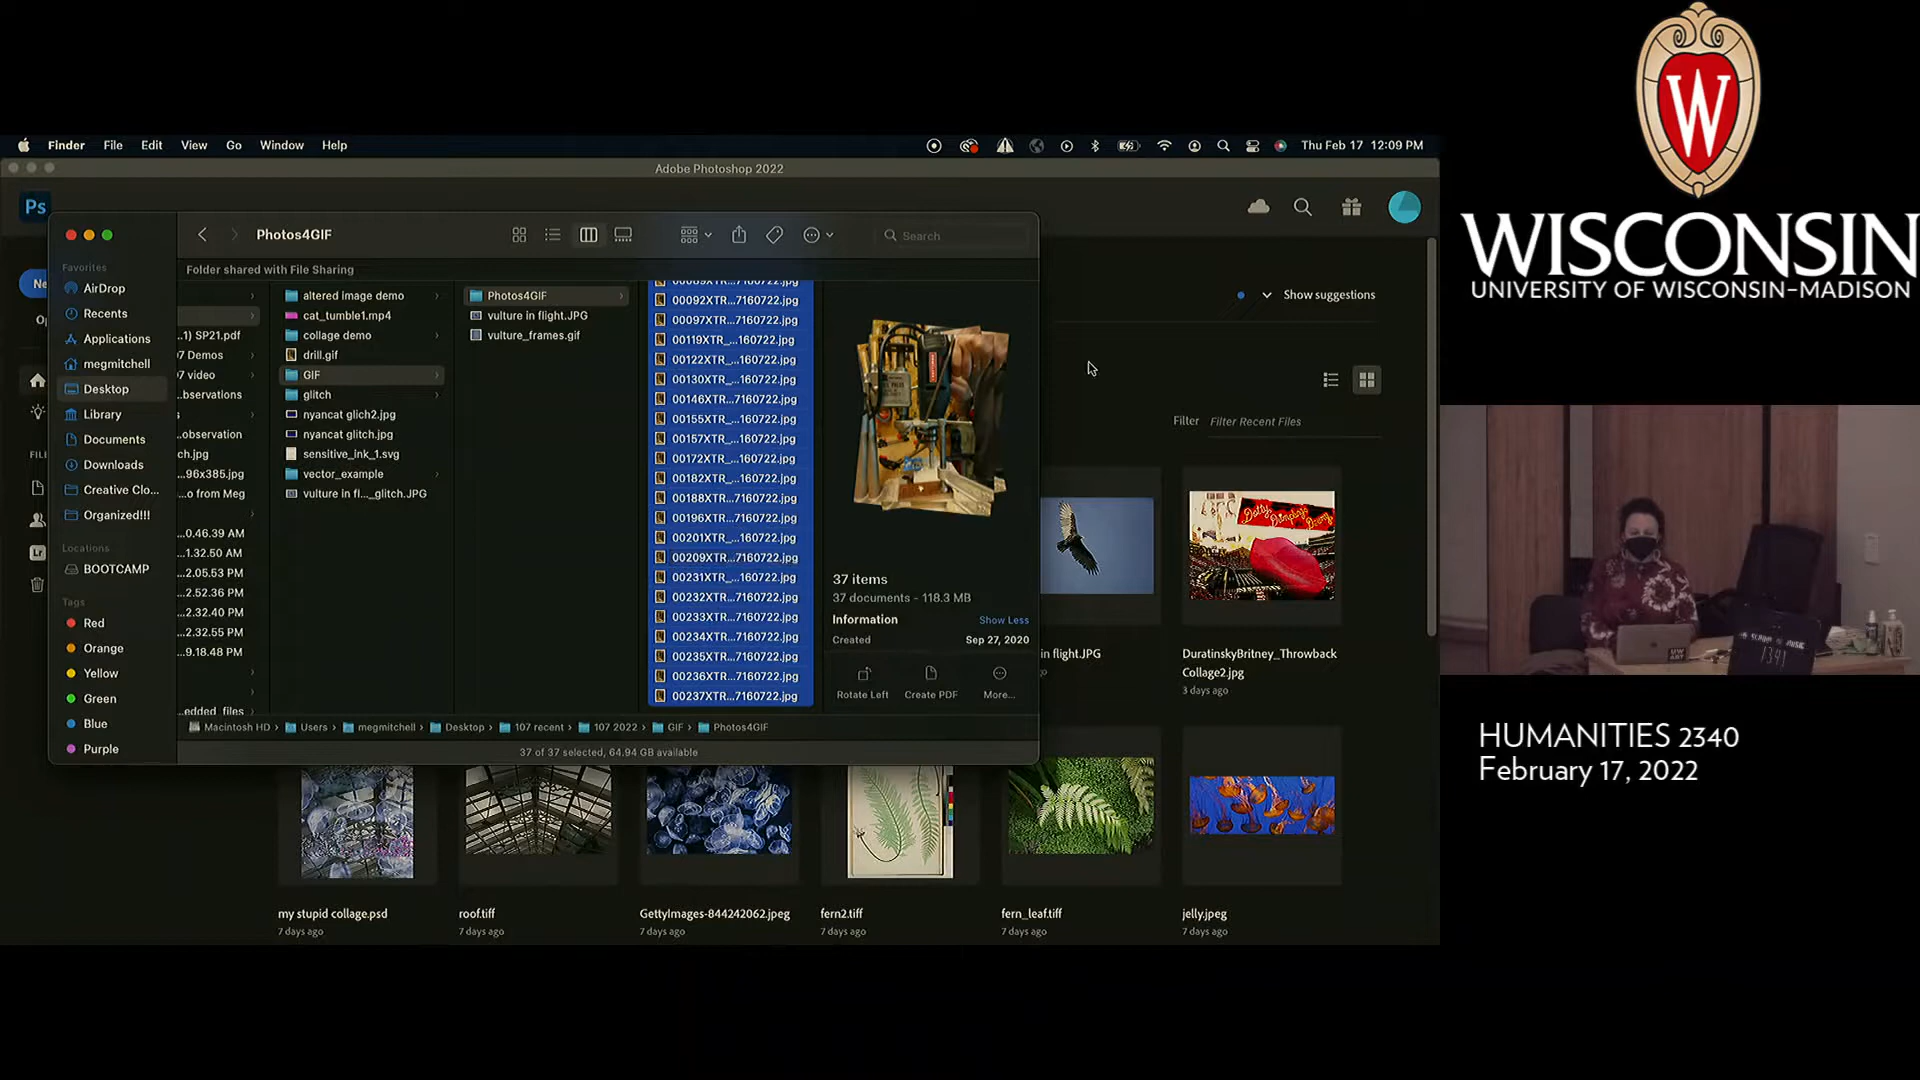 Finder File Edit View Go Window Help Thu Feb 17 12:09 PM
Adobe Photoshop 2022
Ps
Ne
Photos4GIF
Search
Folder shared with File Sharing
Show suggestions
Filter Filter Recent Files
Favorites
AirDrop
Recents
Applications
megmitchell
Desktop
Library
Documents
Downloads
Creative Clo...
Organized!!!
Locations
BOOTCAMP
Tags
Red
Orange
Yellow
Green
Blue
Purple
Lr
...1) SP21.pdf
7 Demos
7 video
...bservations
...observation
...ch.jpg
...96x385.jpg
...o from Meg
...0.46.39 AM
...1.32.50 AM
...2.05.53 PM
...2.52.36 PM
...2.32.40 PM
...2.32.55 PM
...9.18.48 PM
...edded_files
altered image demo
cat_tumble1.mp4
collage demo
drill.gif
GIF
glitch
nyancat glich2.jpg
nyancat glitch.jpg
sensitive_ink_1.svg
vector_example
vulture in fl..._glitch.JPG
Photos4GIF
vulture in flight.JPG
vulture_frames.gif
00092XTR...7160722.jpg
00097XTR...7160722.jpg
00119XTR_...160722.jpg
00122XTR_...160722.jpg
00130XTR_...160722.jpg
00146XTR_...160722.jpg
00155XTR_...160722.jpg
00157XTR_...160722.jpg
00172XTR_...160722.jpg
00182XTR_...160722.jpg
00188XTR...7160722.jpg
00196XTR...7160722.jpg
00201XTR_...160722.jpg
00209XTR...7160722.jpg
00231XTR_...160722.jpg
00232XTR...7160722.jpg
00233XTR...7160722.jpg
00234XTR...7160722.jpg
00235XTR...7160722.jpg
00236XTR...7160722.jpg
00237XTR...7160722.jpg
37 items
37 documents - 118.3 MB
Information Show Less
Created Sep 27, 2020
Rotate Left Create PDF More...
Macintosh HD › Users › megmitchell › Desktop › 107 recent › 107 2022 › GIF › Photos4GIF
37 of 37 selected, 64.94 GB available
in flight.JPG
DuratinskyBritney_Throwback
Collage2.jpg
3 days ago
my stupid collage.psd
7 days ago
roof.tiff
7 days ago
GettyImages-844242062.jpeg
7 days ago
fern2.tiff
7 days ago
fern_leaf.tiff
7 days ago
jelly.jpeg
7 days ago
W
WISCONSIN
UNIVERSITY OF WISCONSIN–MADISON
1391
HUMANITIES 2340
February 17, 2022